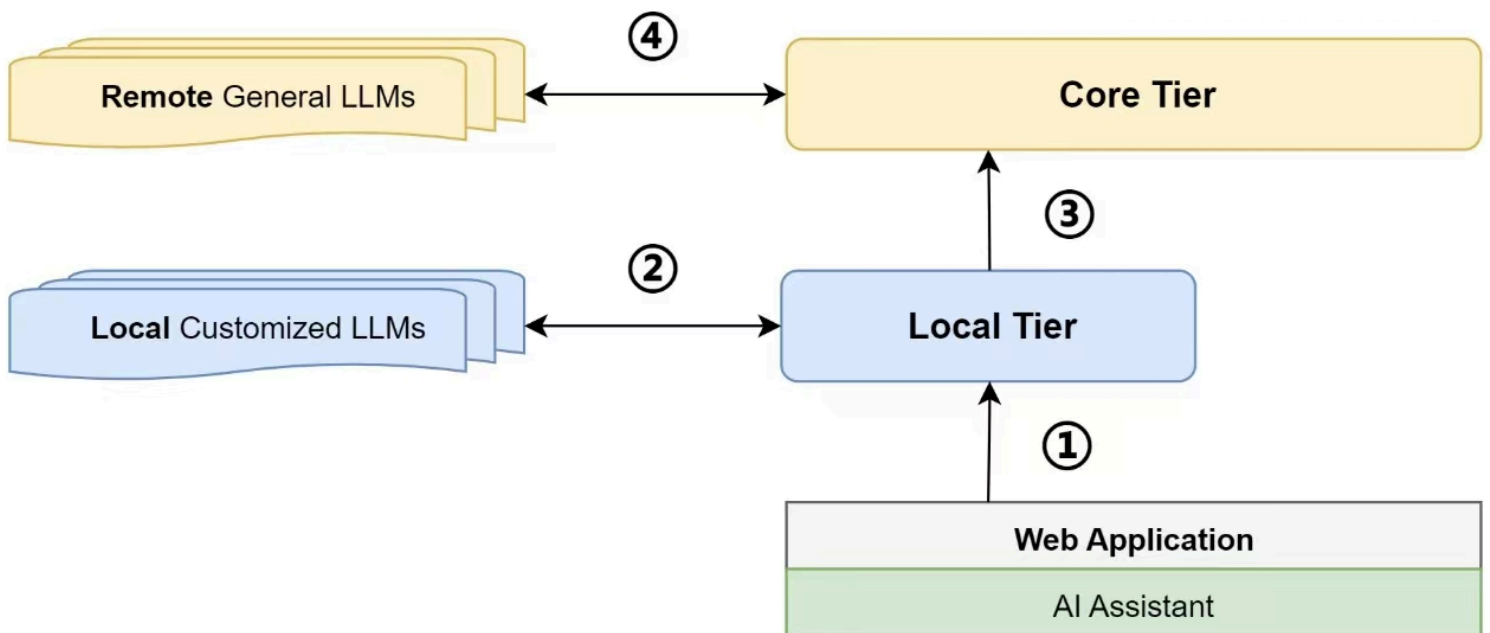 ④
Remote General LLMs
Core Tier
③
②
Local Customized LLMs
Local Tier
①
Web Application
AI Assistant